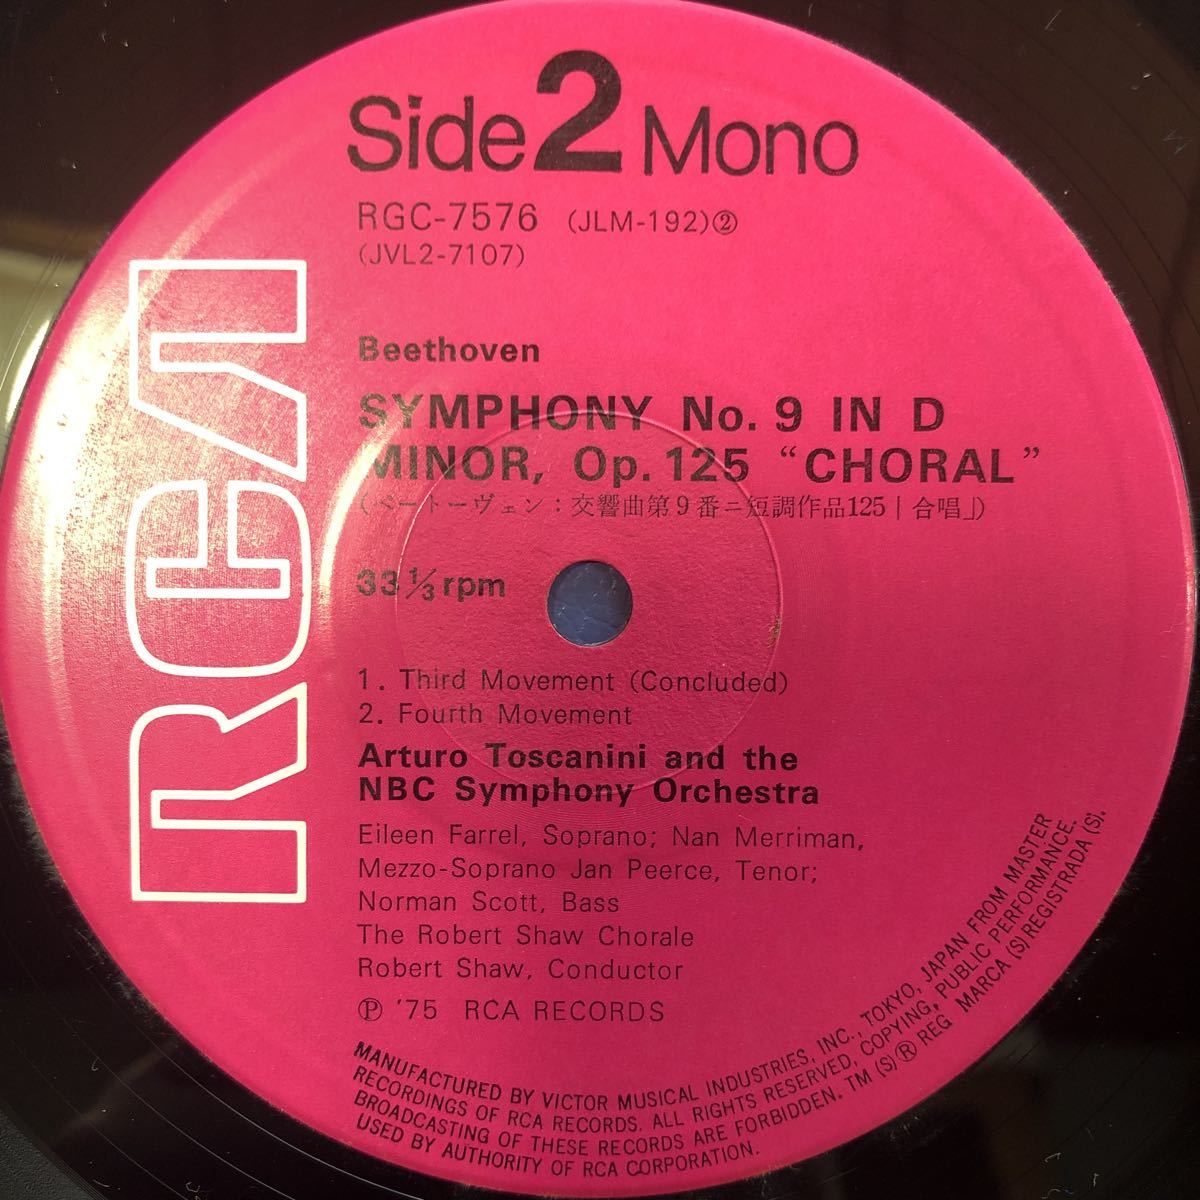 Side 2 Mono
RGC-7576 (JLM-192)②
(JVL2-7107)
RCA
Beethoven
SYMPHONY No. 9 IN D
MINOR, Op. 125 “CHORAL”
(ベートーヴェン：交響曲第9番ニ短調作品125「合唱」)
33 1/3 rpm
1. Third Movement (Concluded)
2. Fourth Movement
Arturo Toscanini and the
NBC Symphony Orchestra
Eileen Farrel, Soprano; Nan Merriman,
Mezzo-Soprano Jan Peerce, Tenor;
Norman Scott, Bass
The Robert Shaw Chorale
Robert Shaw, Conductor
Ⓟ '75 RCA RECORDS
MANUFACTURED BY VICTOR MUSICAL INDUSTRIES, INC., TOKYO, JAPAN FROM MASTER
RECORDINGS OF RCA RECORDS. ALL RIGHTS RESERVED, COPYING, PUBLIC PERFORMANCE.
BROADCASTING OF THESE RECORDS ARE FORBIDDEN. TM (S) ® REG MARCA (S) REGISTRADA (S).
USED BY AUTHORITY OF RCA CORPORATION.